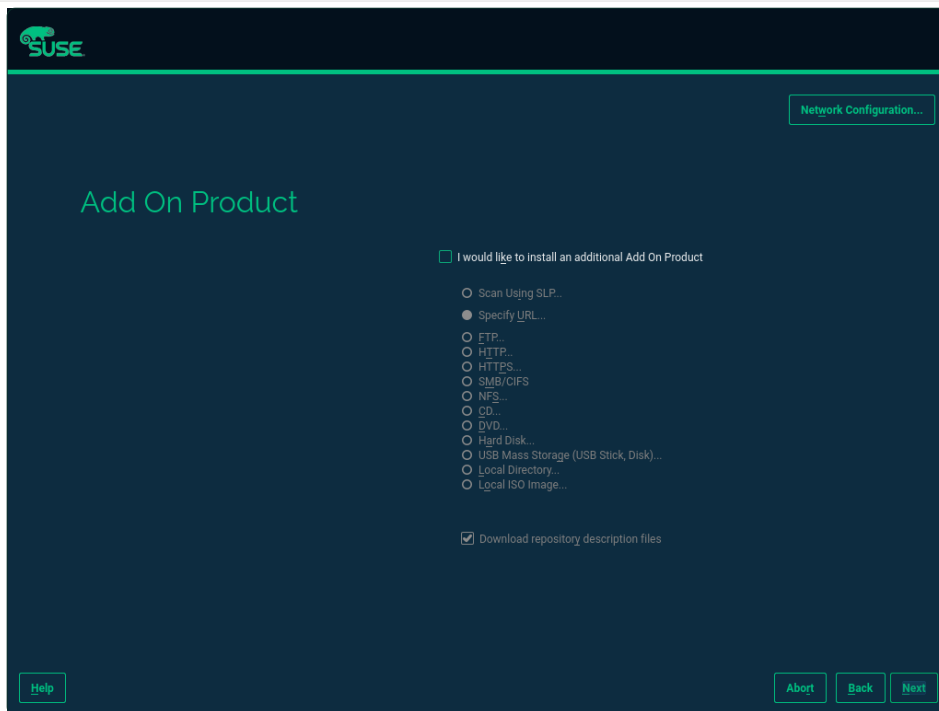 SUSE
Network Configuration...
Add On Product
I would like to install an additional Add On Product
Scan Using SLP...
Specify URL...
FTP...
HTTP...
HTTPS...
SMB/CIFS
NFS...
CD...
DVD...
Hard Disk...
USB Mass Storage (USB Stick, Disk)...
Local Directory...
Local ISO Image...
Download repository description files
Help
Abort
Back
Next